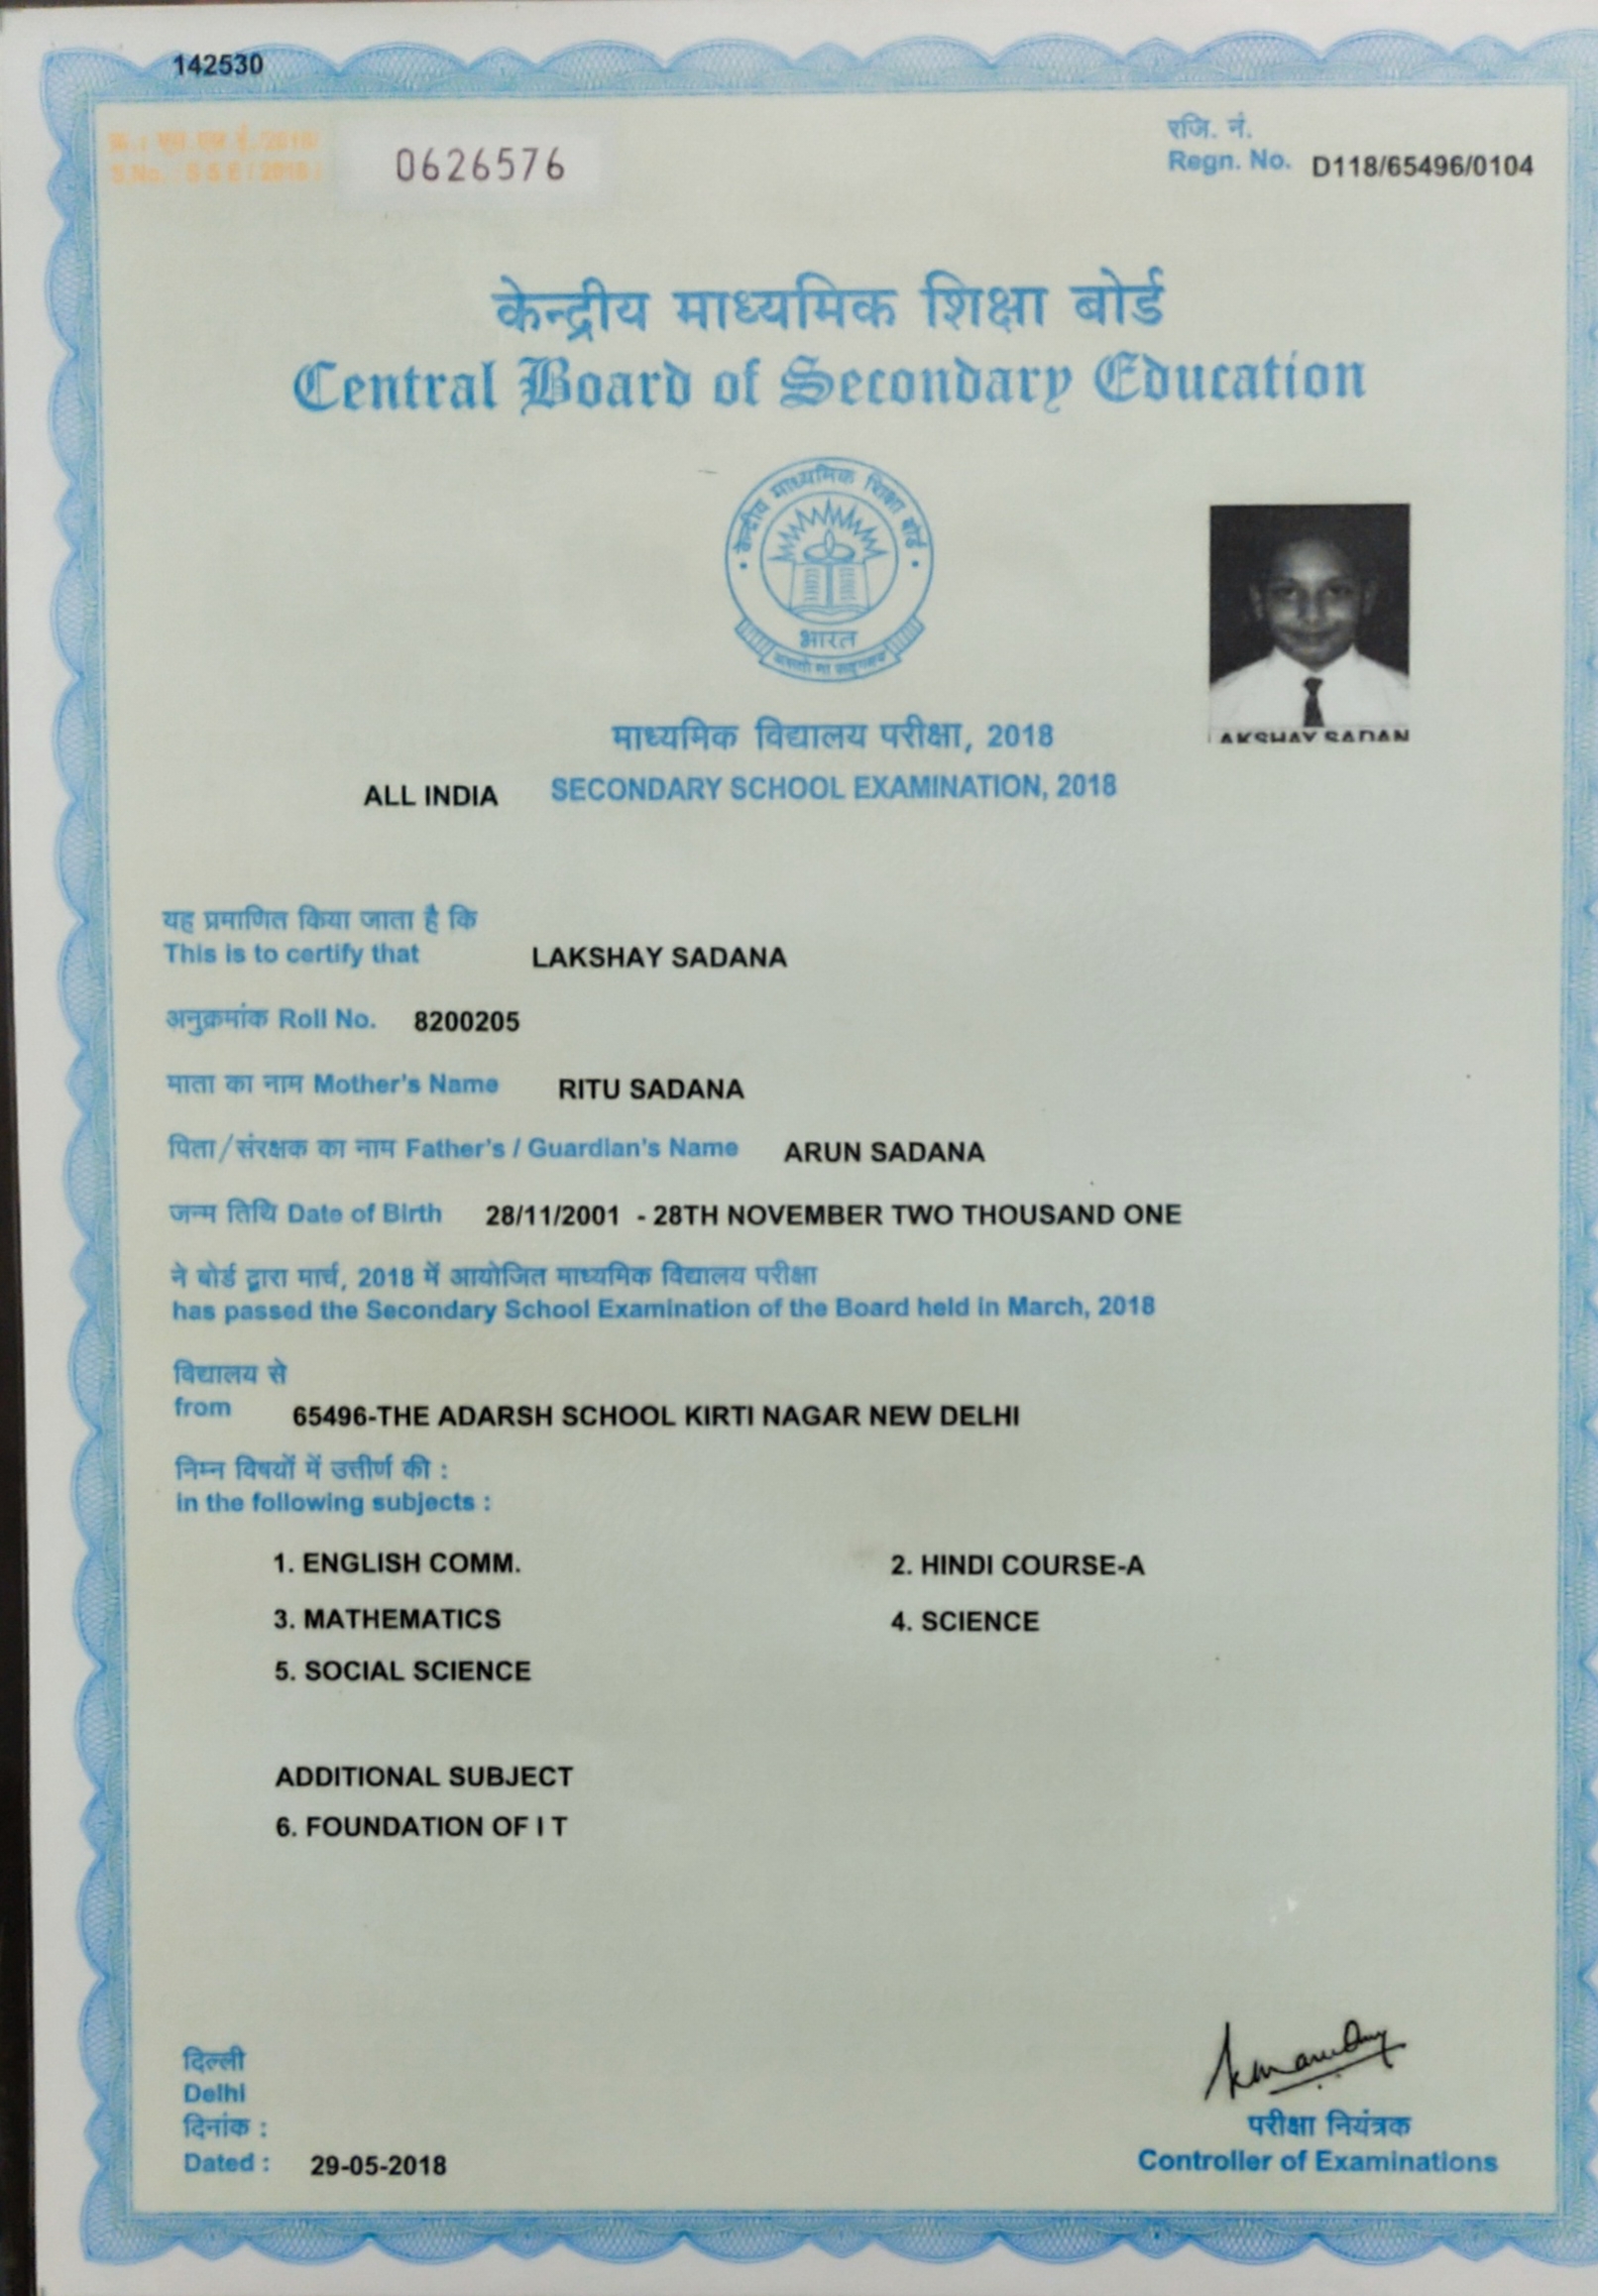 142530
क्र. : एस एस ई /2018/
S.No. : S S E / 2018 /
0626576
रजि. नं.
Regn. No. D118/65496/0104
केन्द्रीय माध्यमिक शिक्षा बोर्ड
Central Board of Secondary Education
केन्द्रीय माध्यमिक शिक्षा बोर्ड
भारत
असतो मा सद्गमय
AKSHAY SADAN
माध्यमिक विद्यालय परीक्षा, 2018
ALL INDIA SECONDARY SCHOOL EXAMINATION, 2018
यह प्रमाणित किया जाता है कि
This is to certify that LAKSHAY SADANA
अनुक्रमांक Roll No. 8200205
माता का नाम Mother's Name RITU SADANA
पिता/संरक्षक का नाम Father's / Guardian's Name ARUN SADANA
जन्म तिथि Date of Birth 28/11/2001 - 28TH NOVEMBER TWO THOUSAND ONE
ने बोर्ड द्वारा मार्च, 2018 में आयोजित माध्यमिक विद्यालय परीक्षा
has passed the Secondary School Examination of the Board held in March, 2018
विद्यालय से
from 65496-THE ADARSH SCHOOL KIRTI NAGAR NEW DELHI
निम्न विषयों में उत्तीर्ण की :
in the following subjects :
1. ENGLISH COMM. 2. HINDI COURSE-A
3. MATHEMATICS 4. SCIENCE
5. SOCIAL SCIENCE
ADDITIONAL SUBJECT
6. FOUNDATION OF I T
दिल्ली
Delhi
दिनांक :
Dated : 29-05-2018
परीक्षा नियंत्रक
Controller of Examinations